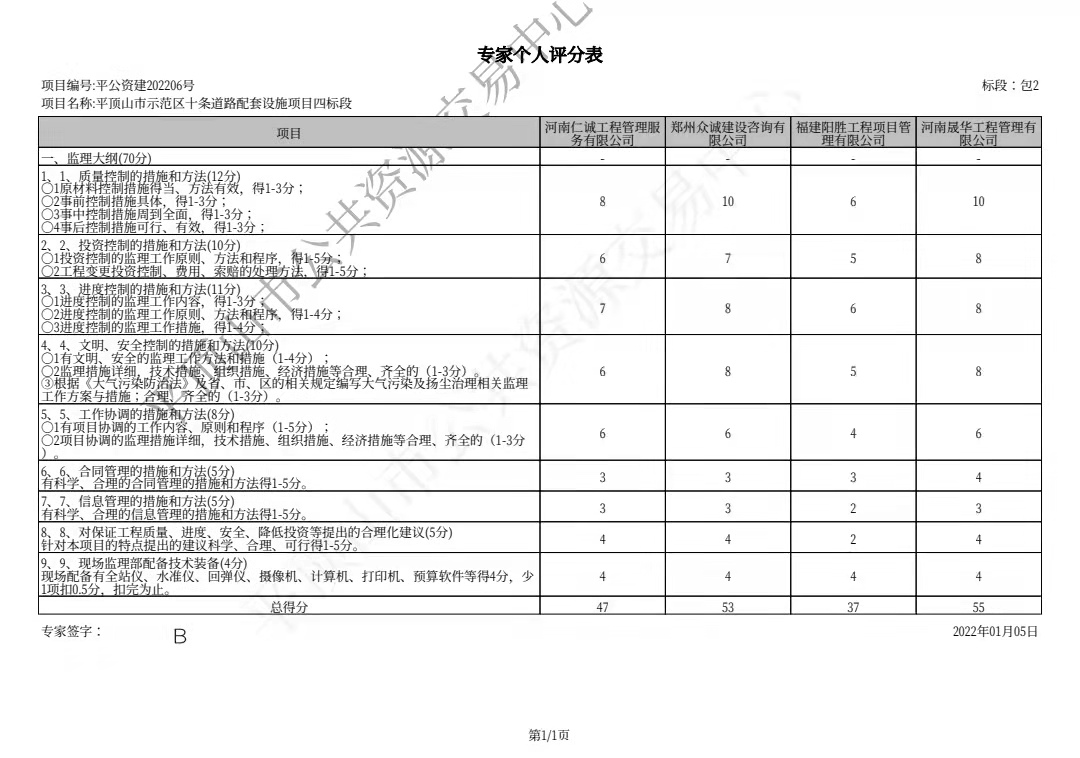 专家个人评分表
项目编号:平公资建202206号
标段：包2
项目名称:平顶山市示范区十条道路配套设施项目四标段
项目
河南仁诚工程管理服务有限公司
郑州众诚建设咨询有限公司
福建阳胜工程项目管理有限公司
河南晟华工程管理有限公司
一、监理大纲(70分)
- - - -
1、1、质量控制的措施和方法(12分)
○1原材料控制措施得当、方法有效，得1-3分；
○2事前控制措施具体，得1-3分；
○3事中控制措施周到全面，得1-3分；
○4事后控制措施可行、有效，得1-3分；
8 10 6 10
2、2、投资控制的措施和方法(10分)
○1投资控制的监理工作原则、方法和程序，得1-5分；
○2工程变更投资控制、费用、索赔的处理方法，得1-5分；
6 7 5 8
3、3、进度控制的措施和方法(11分)
○1进度控制的监理工作内容，得1-3分；
○2进度控制的监理工作原则、方法和程序，得1-4分；
○3进度控制的监理工作措施，得1-4分；
7 8 6 8
4、4、文明、安全控制的措施和方法(10分)
○1有文明、安全的监理工作方法和措施（1-4分）；
○2监理措施详细，技术措施、组织措施、经济措施等合理、齐全的（1-3分）。
③根据《大气污染防治法》及省、市、区的相关规定编写大气污染及扬尘治理相关监理
工作方案与措施；合理、齐全的（1-3分）。
6 8 5 8
5、5、工作协调的措施和方法(8分)
○1有项目协调的工作内容、原则和程序（1-5分）；
○2项目协调的监理措施详细，技术措施、组织措施、经济措施等合理、齐全的（1-3分
）。
6 6 4 6
6、6、合同管理的措施和方法(5分)
有科学、合理的合同管理的措施和方法得1-5分。
3 3 3 4
7、7、信息管理的措施和方法(5分)
有科学、合理的信息管理的措施和方法得1-5分。
3 3 2 3
8、8、对保证工程质量、进度、安全、降低投资等提出的合理化建议(5分)
针对本项目的特点提出的建议科学、合理、可行得1-5分。
4 4 2 4
9、9、现场监理部配备技术装备(4分)
现场配备有全站仪、水准仪、回弹仪、摄像机、计算机、打印机、预算软件等得4分，少
1项扣0.5分，扣完为止。
4 4 4 4
总得分 47 53 37 55
专家签字：
B
2022年01月05日
第1/1页
平顶山市公共资源交易中心
平顶山市公共资源交易中心